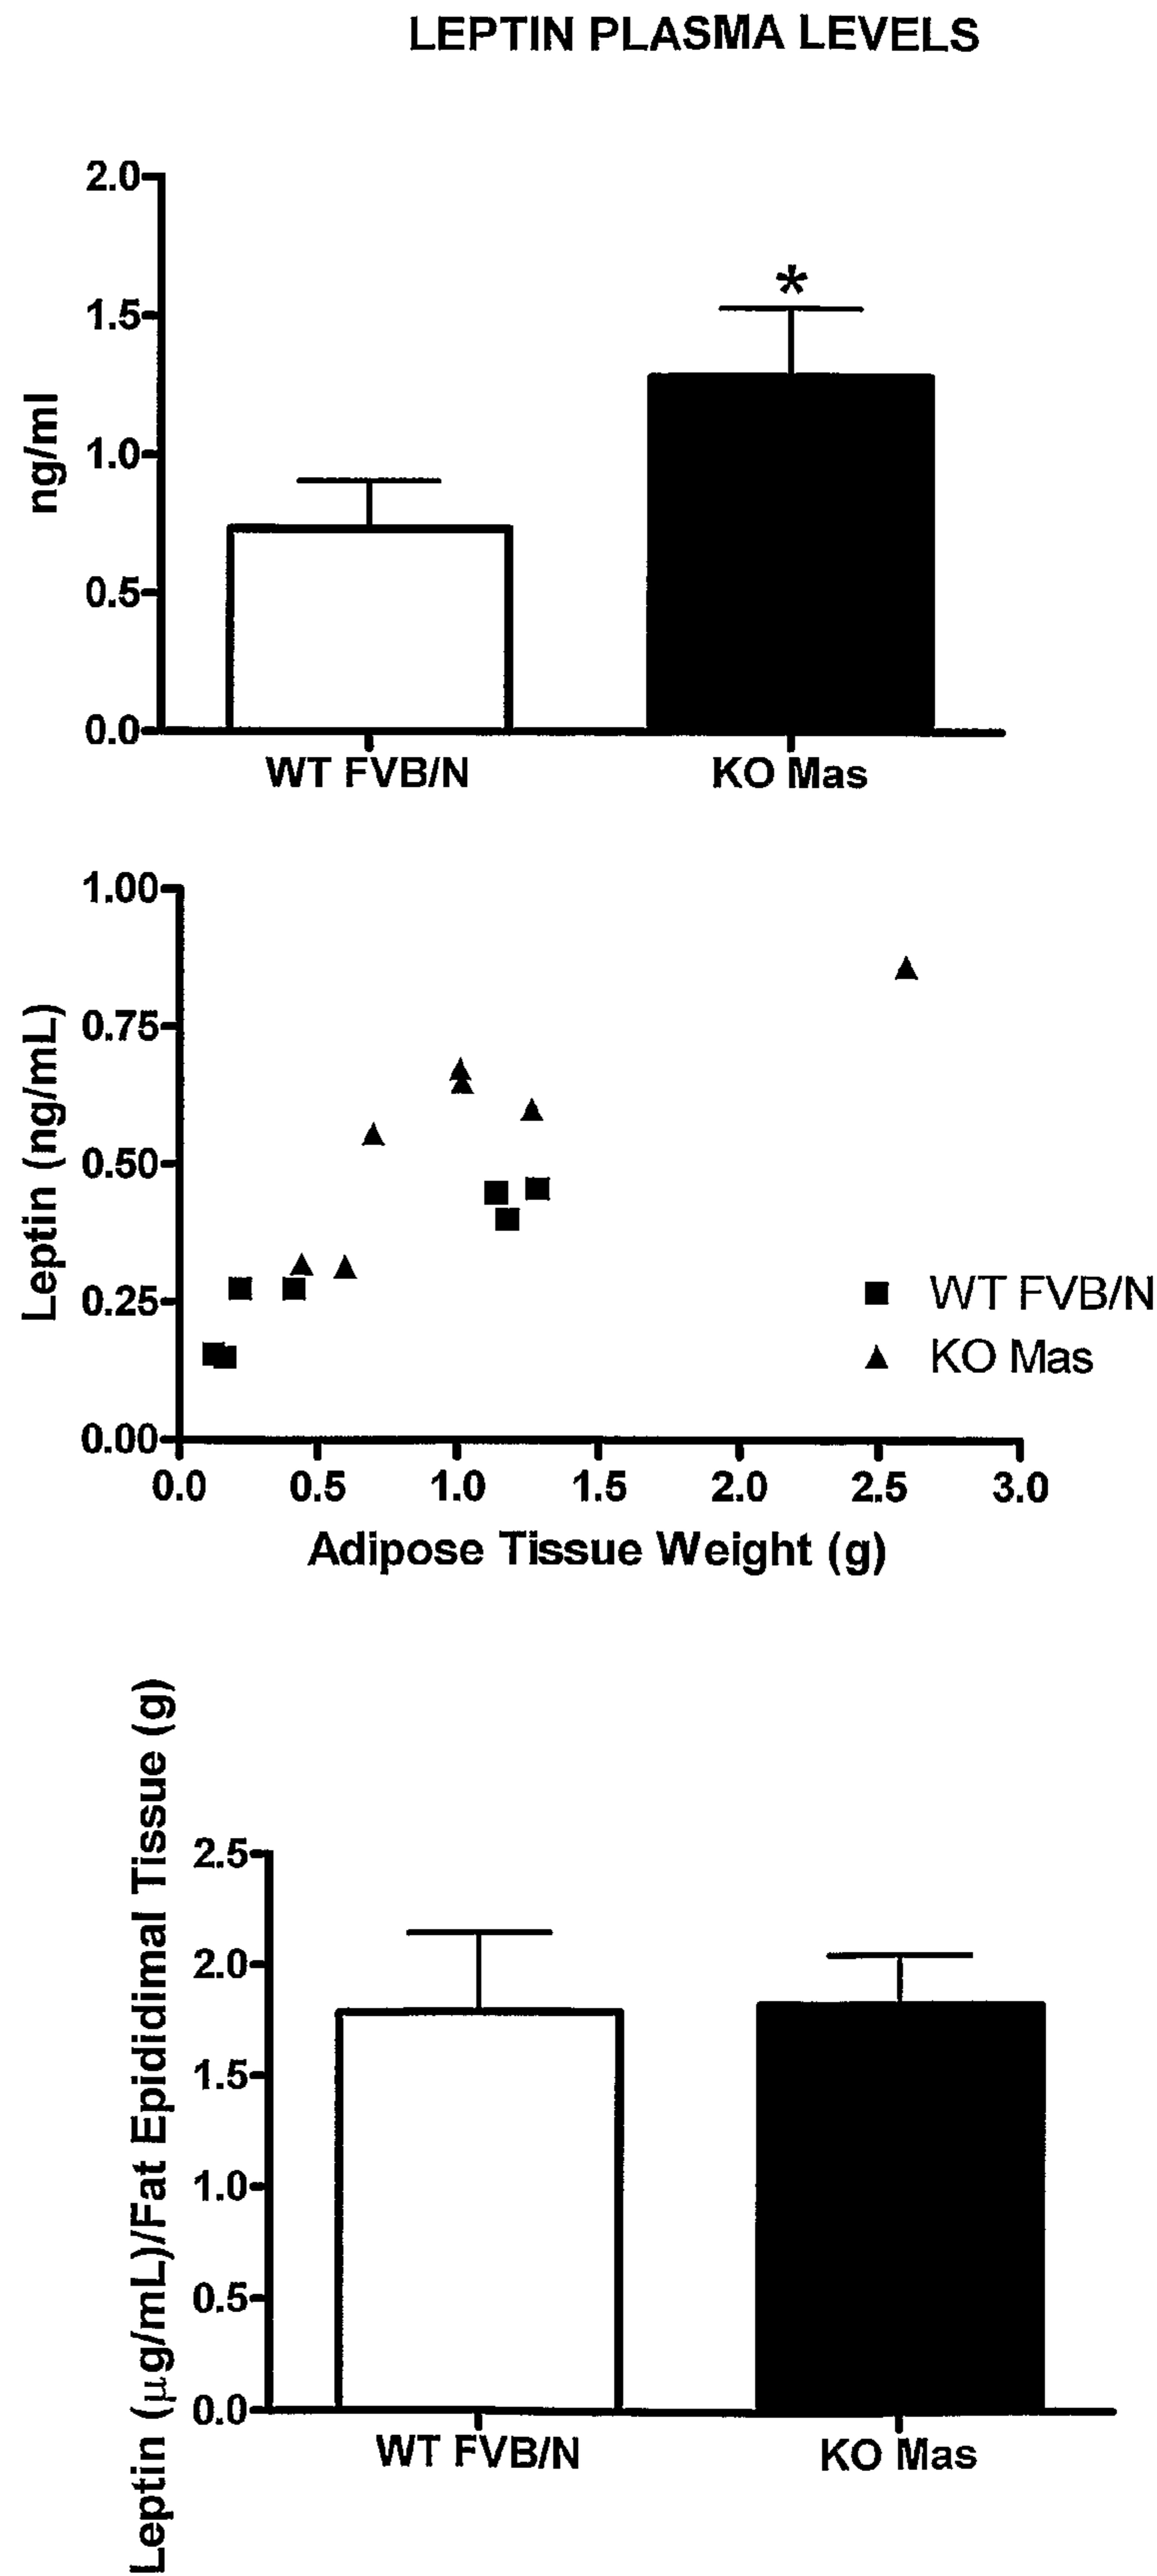 LEPTIN PLASMA LEVELS
2.0
1.5
1.0
0.5
0.0
ng/ml
WT FVB/N
KO Mas
1.00
0.75
0.50
0.25
0.00
Leptin (ng/mL)
WT FVB/N
KO Mas
0.0 0.5 1.0 1.5 2.0 2.5 3.0
Adipose Tissue Weight (g)
Leptin (µg/mL)/Fat Epididimal Tissue (g)
2.5
2.0
1.5
1.0
0.5
0.0
WT FVB/N
KO Mas